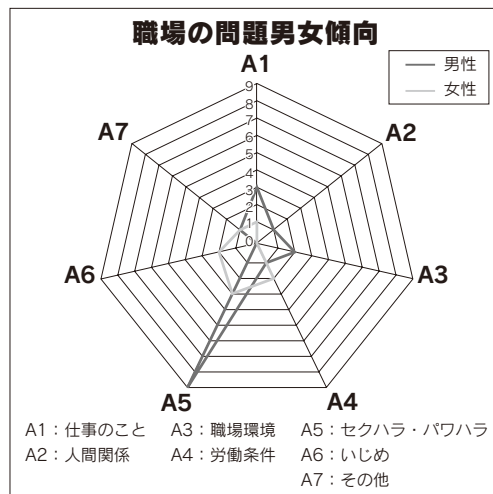 職場の問題男女傾向
男性
女性
A1
A2
A3
A4
A5
A6
A7
9
8
7
6
5
4
3
2
1
0
A1：仕事のこと A3：職場環境 A5：セクハラ・パワハラ
A2：人間関係 A4：労働条件 A6：いじめ
A7：その他